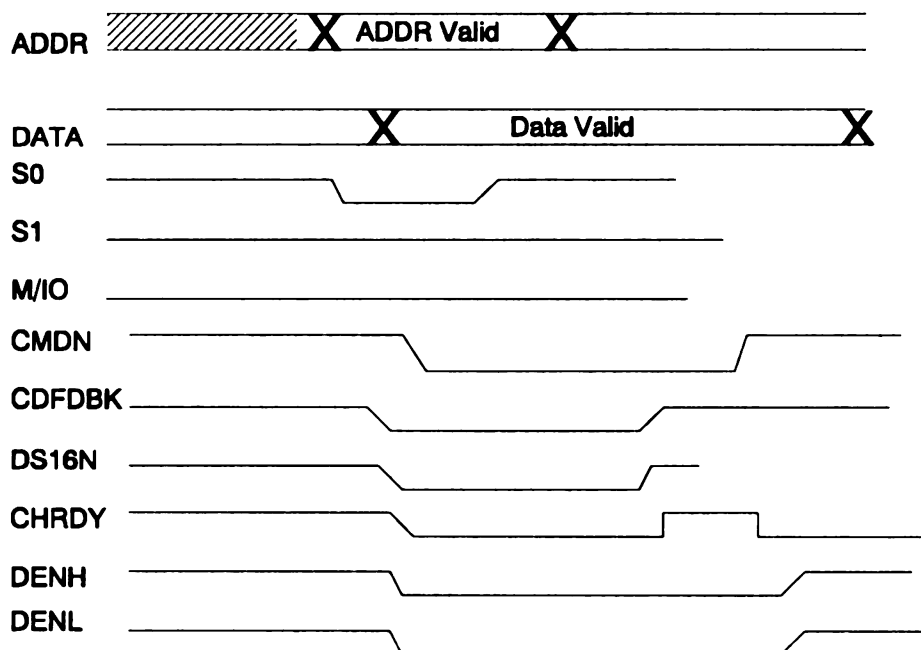 ADDR
ADDR Valid
DATA
Data Valid
S0
S1
M/IO
CMDN
CDFDBK
DS16N
CHRDY
DENH
DENL